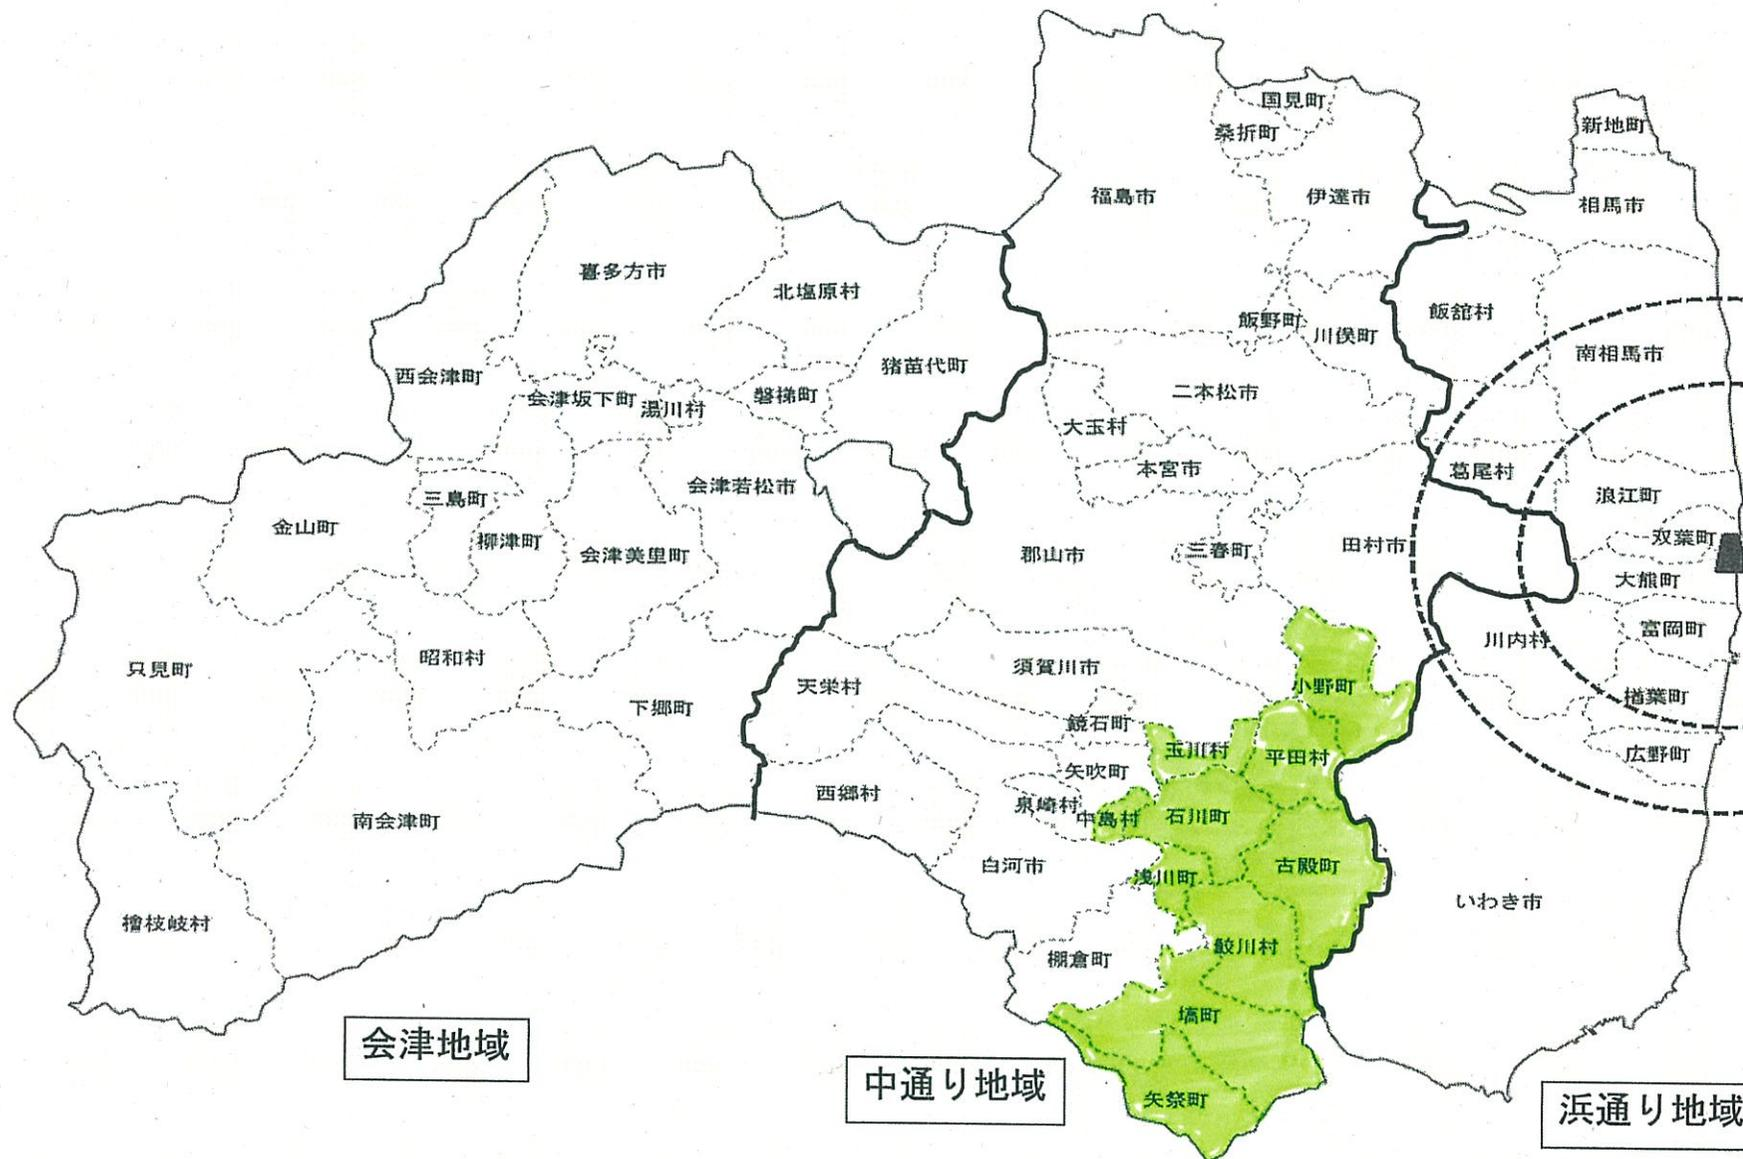 国見町
桑折町
新地町
福島市
伊達市
相馬市
喜多方市
北塩原村
飯舘村
飯野町
川俣町
南相馬市
西会津町
猪苗代町
会津坂下町
湯川村
磐梯町
二本松市
大玉村
本宮市
葛尾村
三島町
会津若松市
浪江町
金山町
柳津町
会津美里町
郡山市
三春町
田村市
双葉町
大熊町
富岡町
川内村
只見町
昭和村
須賀川市
小野町
天栄村
楢葉町
下郷町
鏡石町
玉川村
平田村
広野町
矢吹町
西郷村
泉崎村
中島村
石川町
南会津町
白河市
浅川町
古殿町
いわき市
檜枝岐村
棚倉町
鮫川村
塙町
矢祭町
会津地域
中通り地域
浜通り地域